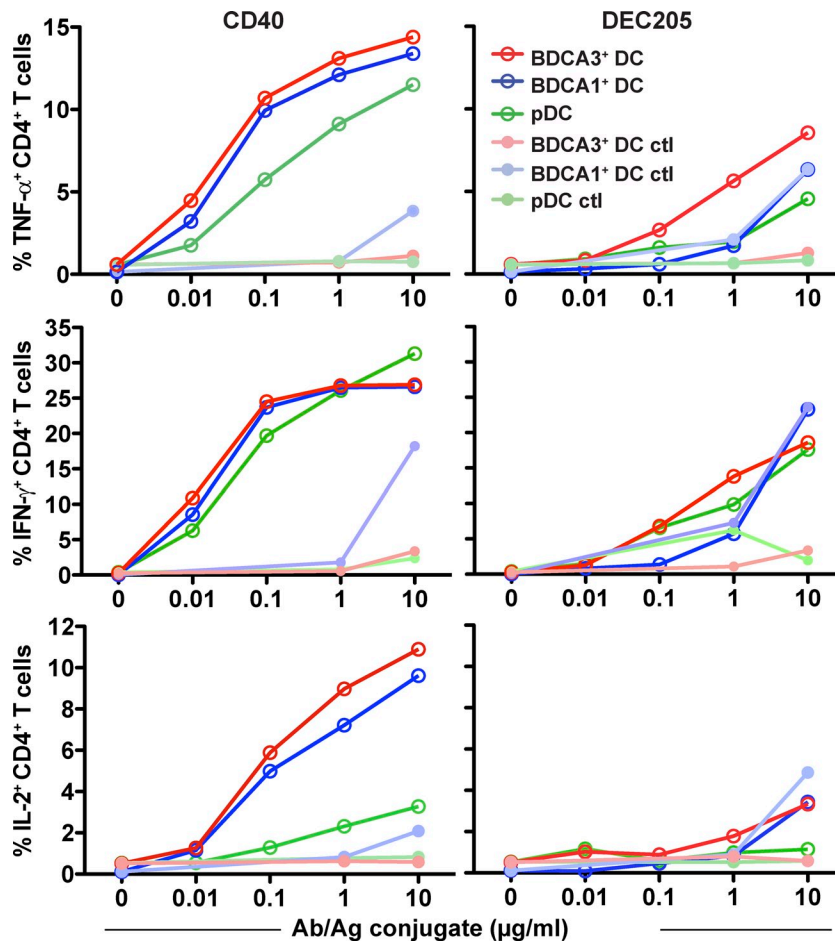 CD40
DEC205
% TNF-α⁺ CD4⁺ T cells
15
10
5
0
0 0.01 0.1 1 10
BDCA3⁺ DC
BDCA1⁺ DC
pDC
BDCA3⁺ DC ctl
BDCA1⁺ DC ctl
pDC ctl
0 0.01 0.1 1 10
% IFN-γ⁺ CD4⁺ T cells
35
30
25
20
15
10
5
0
0 0.01 0.1 1 10
0 0.01 0.1 1 10
% IL-2⁺ CD4⁺ T cells
12
10
8
6
4
2
0
0 0.01 0.1 1 10
0 0.01 0.1 1 10
Ab/Ag conjugate (µg/ml)